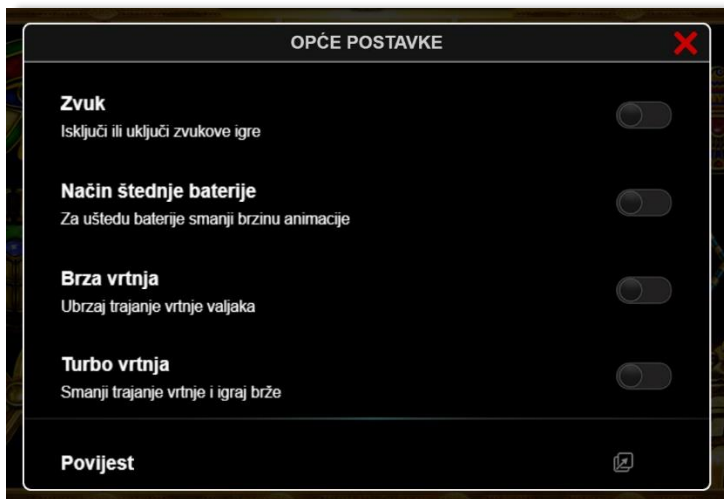 OPĆE POSTAVKE
Zvuk
Isključi ili uključi zvukove igre
Način štednje baterije
Za uštedu baterije smanji brzinu animacije
Brza vrtnja
Ubrzaj trajanje vrtnje valjaka
Turbo vrtnja
Smanji trajanje vrtnje i igraj brže
Povijest